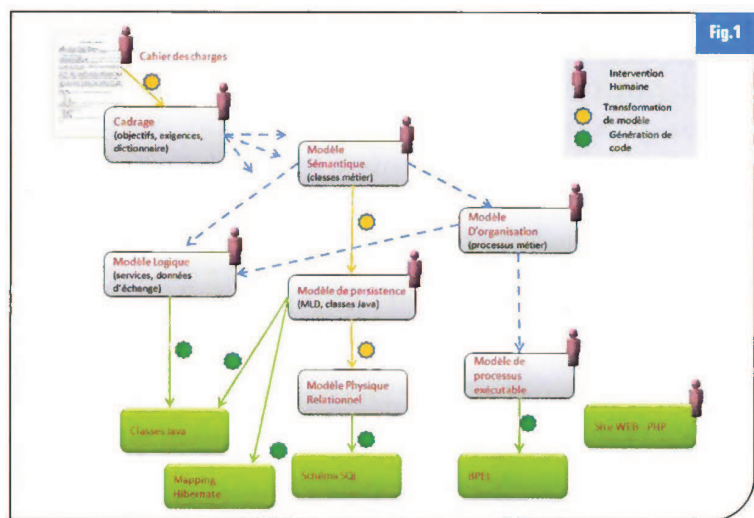 Fig.1
Cahier des charges
Intervention
Humaine
Transformation
de modèle
Génération de
code
Cadrage
(objectifs, exigences,
dictionnaire)
Modèle
Sémantique
(classes métier)
Modèle
D'organisation
(processus métier)
Modèle Logique
(services, données
d'échange)
Modèle de persistence
(MLD, classes Java)
Modèle Physique
Relationnel
Modèle de
processus
exécutable
Classes Java
Mapping
Hibernate
Schéma SQL
BPEL
Site WEB - PHP